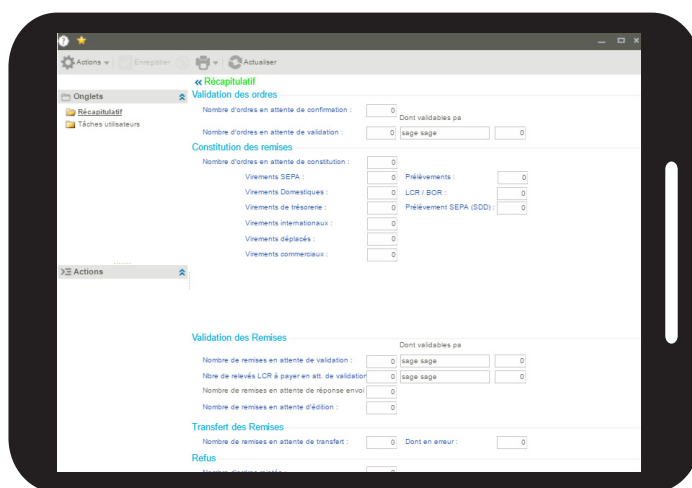 Actions Enregistrer Actualiser
« Récapitulatif
Onglets
Récapitulatif
Tâches utilisateurs
Actions
Validation des ordres
Nombre d'ordres en attente de confirmation : 0
Dont validables pa
Nombre d'ordres en attente de validation : 0 sage sage 0
Constitution des remises
Nombre d'ordres en attente de constitution : 0
Virements SEPA : 0 Prélèvements : 0
Virements Domestiques : 0 LCR / BOR : 0
Virements de trésorerie : 0 Prélèvement SEPA (SDD) : 0
Virements internationaux : 0
Virements déplacés : 0
Virements commerciaux : 0
Validation des Remises
Dont validables pa
Nombre de remises en attente de validation : 0 sage sage 0
Nbre de relevés LCR à payer en att. de validation 0 sage sage 0
Nombre de remises en attente de réponse envoi 0
Nombre de remises en attente d'édition : 0
Transfert des Remises
Nombre de remises en attente de transfert : 0 Dont en erreur : 0
Refus